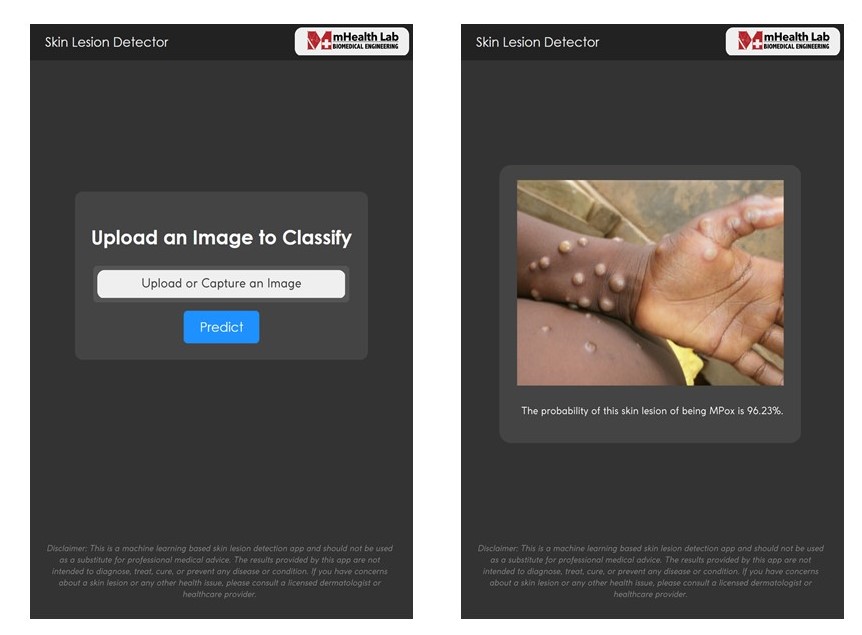 Skin Lesion Detector
mHealth Lab
BIOMEDICAL ENGINEERING
Upload an Image to Classify
Upload or Capture an Image
Predict
Disclaimer: This is a machine learning based skin lesion detection app and should not be used
as a substitute for professional medical advice. The results provided by this app are not
intended to diagnose, treat, cure, or prevent any disease or condition. If you have concerns
about a skin lesion or any other health issue, please consult a licensed dermatologist or
healthcare provider.
Skin Lesion Detector
mHealth Lab
BIOMEDICAL ENGINEERING
The probability of this skin lesion of being MPox is 96.23%.
Disclaimer: This is a machine learning based skin lesion detection app and should not be used
as a substitute for professional medical advice. The results provided by this app are not
intended to diagnose, treat, cure, or prevent any disease or condition. If you have concerns
about a skin lesion or any other health issue, please consult a licensed dermatologist or
healthcare provider.